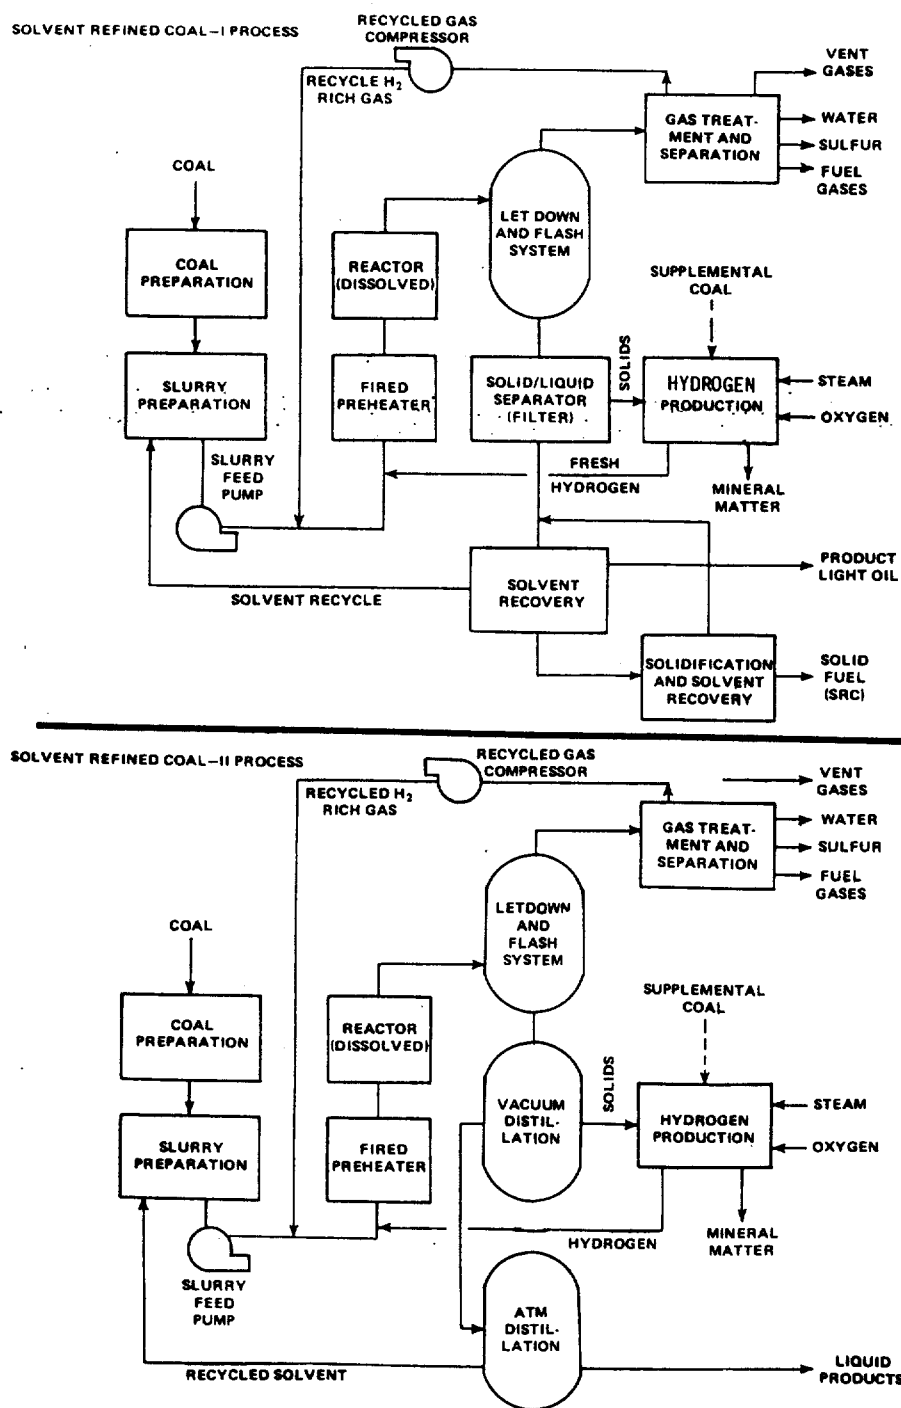 SOLVENT REFINED COAL-I PROCESS
RECYCLED GAS
COMPRESSOR
RECYCLE H2
RICH GAS
VENT
GASES
GAS TREAT-
MENT AND
SEPARATION
WATER
SULFUR
FUEL
GASES
COAL
LET DOWN
AND FLASH
SYSTEM
COAL
PREPARATION
REACTOR
(DISSOLVED)
SUPPLEMENTAL
COAL
SLURRY
PREPARATION
FIRED
PREHEATER
SOLID/LIQUID
SEPARATOR
(FILTER)
SOLIDS
HYDROGEN
PRODUCTION
STEAM
OXYGEN
SLURRY
FEED
PUMP
FRESH
HYDROGEN
MINERAL
MATTER
SOLVENT
RECOVERY
PRODUCT
LIGHT OIL
SOLVENT RECYCLE
SOLIDIFICATION
AND SOLVENT
RECOVERY
SOLID
FUEL
(SRC)
SOLVENT REFINED COAL-II PROCESS
RECYCLED GAS
COMPRESSOR
RECYCLED H2
RICH GAS
VENT
GASES
GAS TREAT-
MENT AND
SEPARATION
WATER
SULFUR
FUEL
GASES
COAL
LETDOWN
AND
FLASH
SYSTEM
COAL
PREPARATION
REACTOR
(DISSOLVED)
SUPPLEMENTAL
COAL
SLURRY
PREPARATION
FIRED
PREHEATER
VACUUM
DISTIL-
LATION
SOLIDS
HYDROGEN
PRODUCTION
STEAM
OXYGEN
SLURRY
FEED
PUMP
HYDROGEN
MINERAL
MATTER
ATM
DISTIL-
LATION
RECYCLED SOLVENT
LIQUID
PRODUCTS